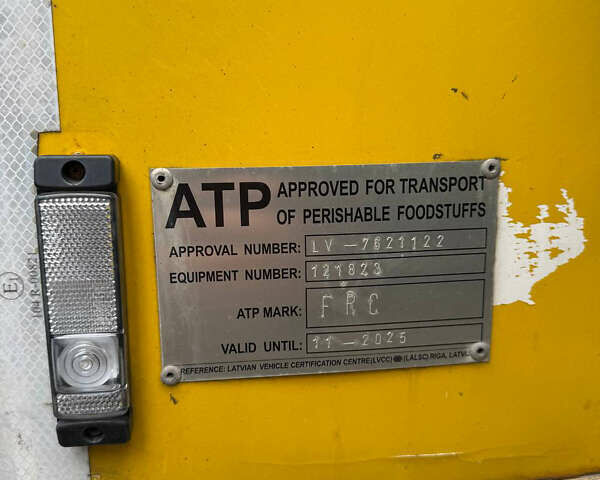 ATP APPROVED FOR TRANSPORT
OF PERISHABLE FOODSTUFFS
APPROVAL NUMBER: LV-7621122
EQUIPMENT NUMBER: 121823
ATP MARK: FRC
VALID UNTIL: 11-2025
REFERENCE: LATVIAN VEHICLE CERTIFICATION CENTRE(LVCC) (LALSC) RIGA,